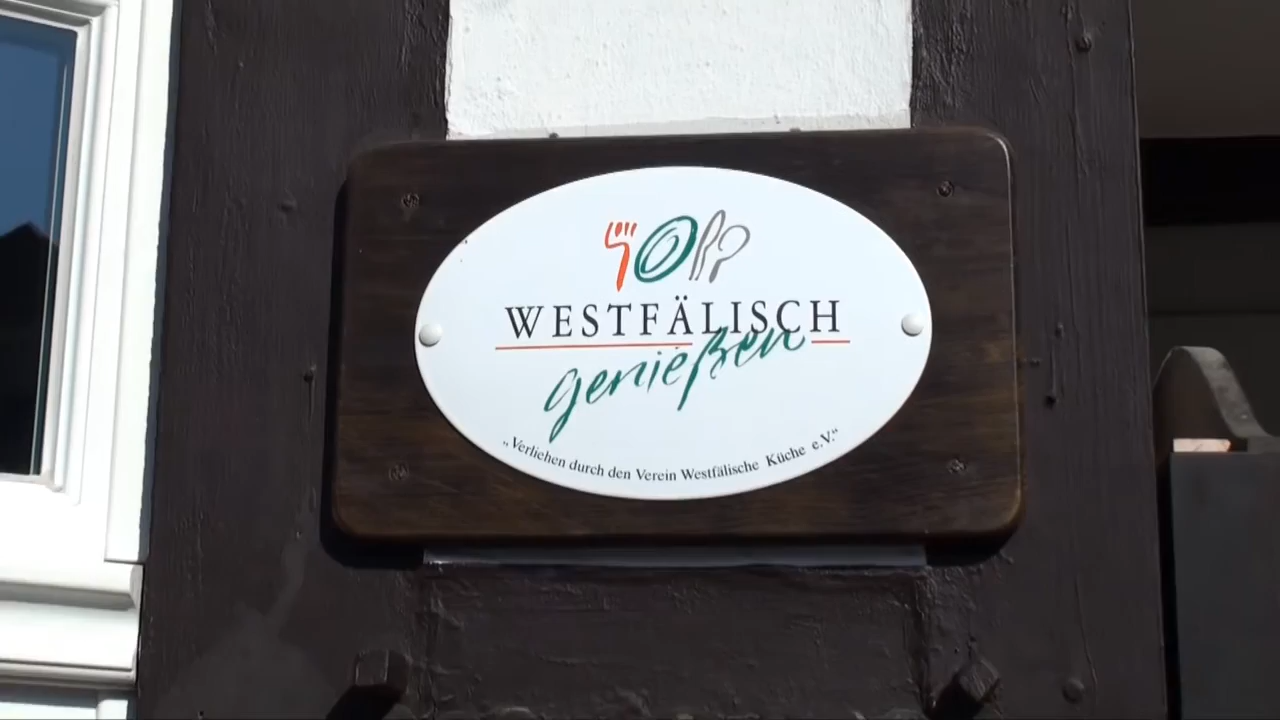 WESTFÄLISCH
genießen
„Verliehen durch den Verein Westfälische Küche e.V.“